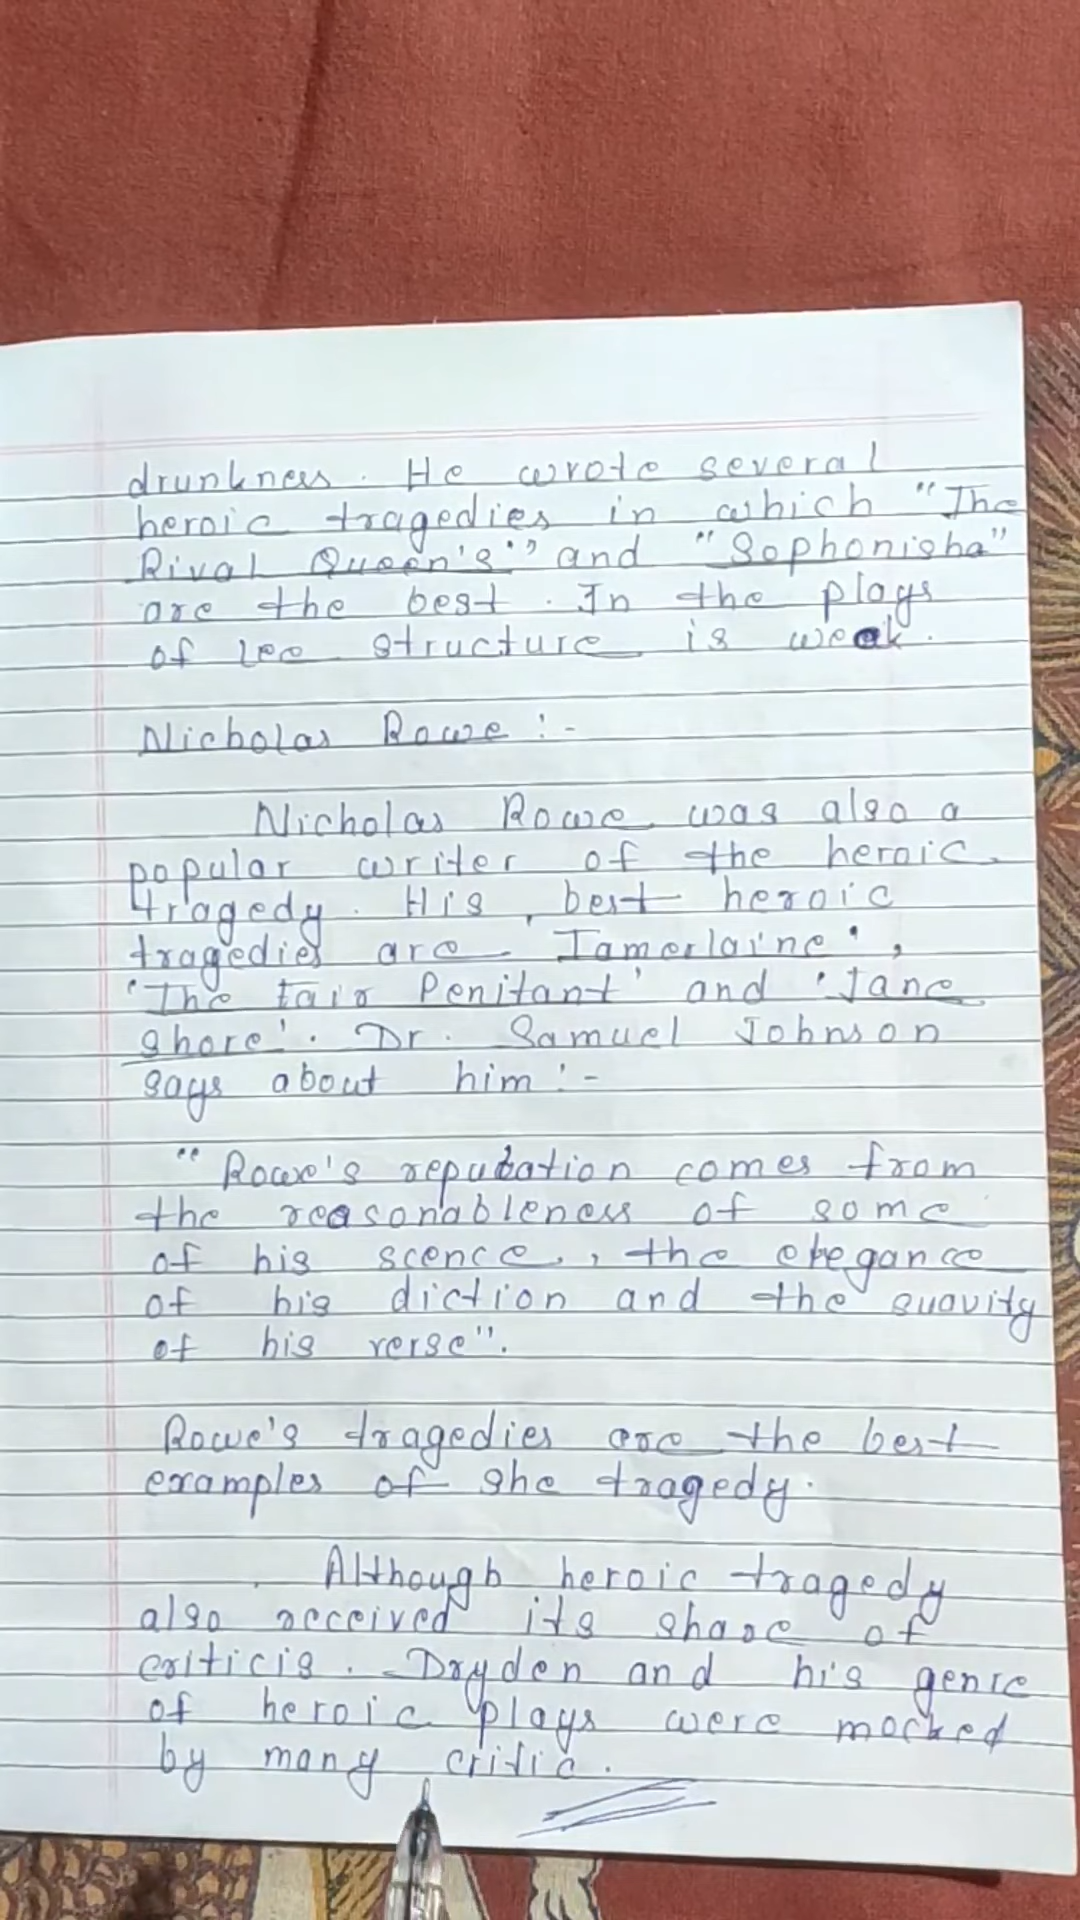 drunkness. He wrote several
heroic tragedies in which "The
Rival Queen's" and "Sophonisba"
are the best. In the plays
of Lee structure is weak.
Nicholas Rowe :-
Nicholas Rowe was also a
popular writer of the heroic
tragedy. His best heroic
tragedies are 'Tamerlaine',
'The Fair Penitant' and 'Jane
Shore'. Dr. Samuel Johnson
says about him :-
"Rowe's reputation comes from
the reasonableness of some
of his scence, the elegance
of his diction and the suavity
of his verse".
Rowe's tragedies are the best
examples of she tragedy.
Although heroic tragedy
also received its share of
criticis. Dryden and his genre
of heroic plays were mocked
by many critic.